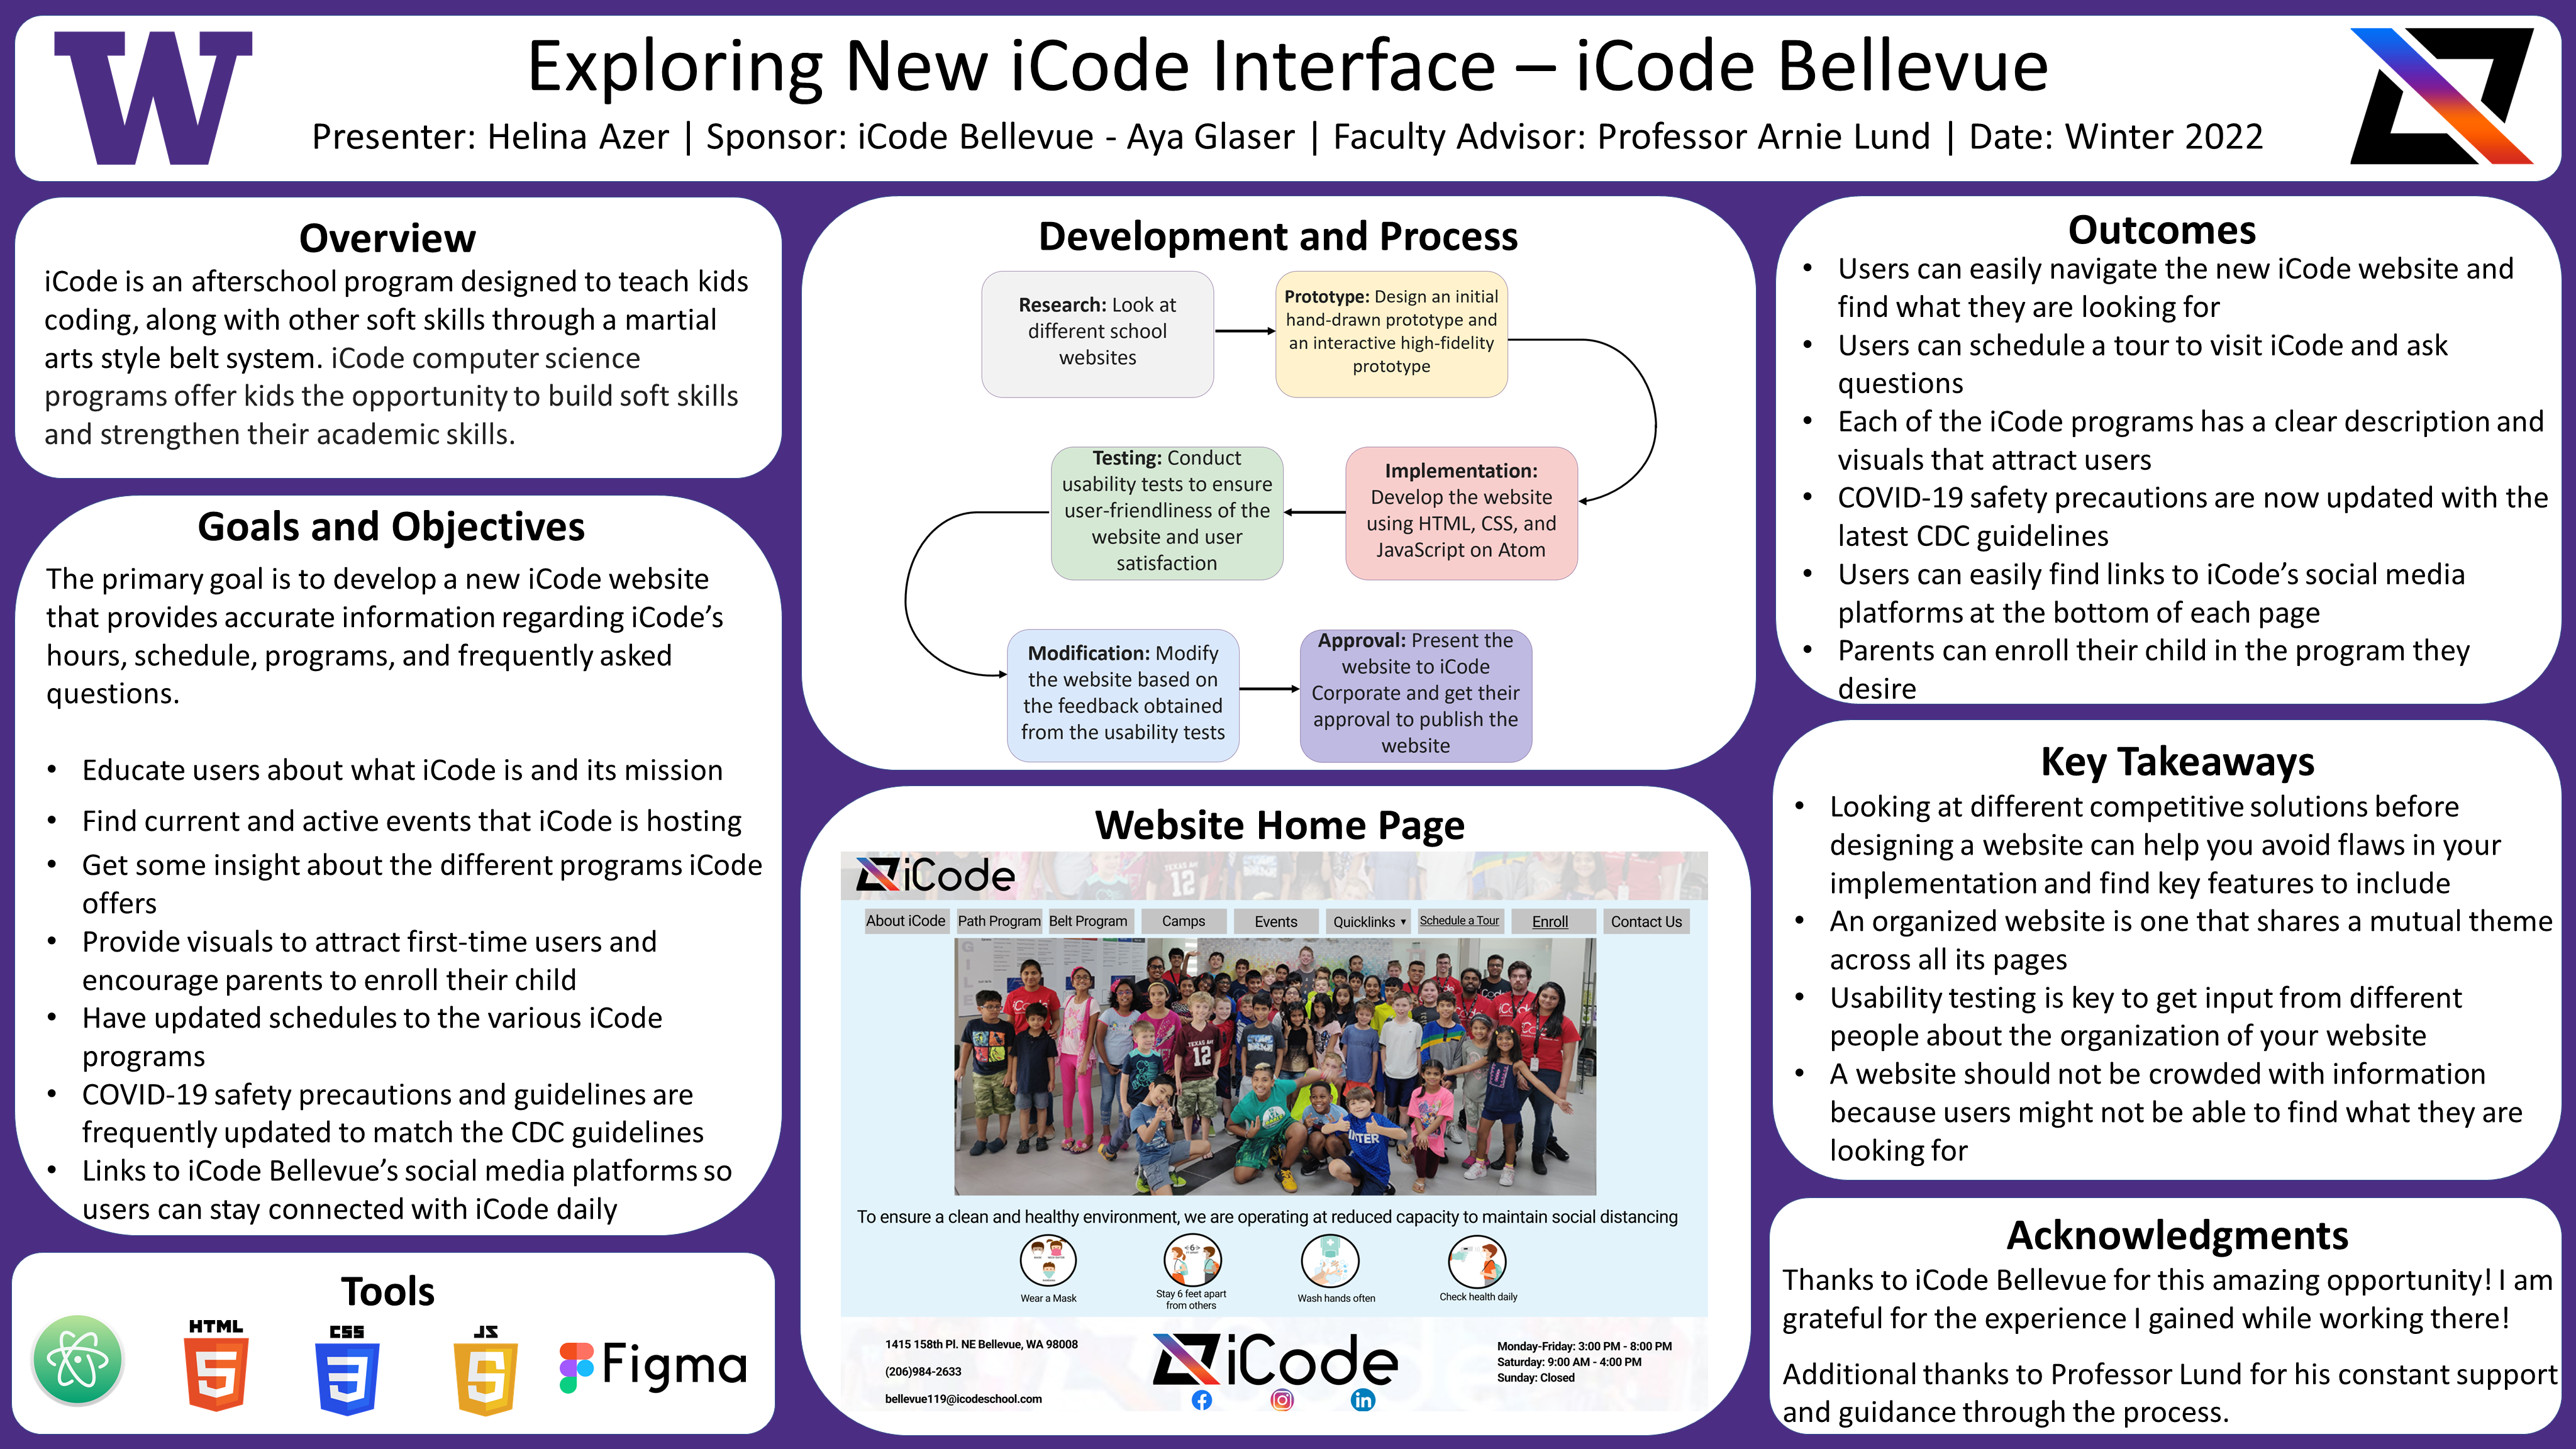 W
Exploring New iCode Interface – iCode Bellevue
Presenter: Helina Azer | Sponsor: iCode Bellevue - Aya Glaser | Faculty Advisor: Professor Arnie Lund | Date: Winter 2022
Overview
iCode is an afterschool program designed to teach kids
coding, along with other soft skills through a martial
arts style belt system. iCode computer science
programs offer kids the opportunity to build soft skills
and strengthen their academic skills.
Goals and Objectives
The primary goal is to develop a new iCode website
that provides accurate information regarding iCode’s
hours, schedule, programs, and frequently asked
questions.
• Educate users about what iCode is and its mission
• Find current and active events that iCode is hosting
• Get some insight about the different programs iCode
offers
• Provide visuals to attract first-time users and
encourage parents to enroll their child
• Have updated schedules to the various iCode
programs
• COVID-19 safety precautions and guidelines are
frequently updated to match the CDC guidelines
• Links to iCode Bellevue’s social media platforms so
users can stay connected with iCode daily
Tools
HTML
5
CSS
3
JS
5
Figma
Development and Process
Research: Look at
different school
websites
Prototype: Design an initial
hand-drawn prototype and
an interactive high-fidelity
prototype
Testing: Conduct
usability tests to ensure
user-friendliness of the
website and user
satisfaction
Implementation:
Develop the website
using HTML, CSS, and
JavaScript on Atom
Modification: Modify
the website based on
the feedback obtained
from the usability tests
Approval: Present the
website to iCode
Corporate and get their
approval to publish the
website
Website Home Page
iCode
About iCode Path Program Belt Program Camps Events Quicklinks ▾ Schedule a Tour Enroll Contact Us
TEXAS A&M
12
To ensure a clean and healthy environment, we are operating at reduced capacity to maintain social distancing
Wear a Mask
Stay 6 feet apart
from others
Wash hands often
Check health daily
1415 158th Pl. NE Bellevue, WA 98008
(206)984-2633
bellevue119@icodeschool.com
iCode
Monday-Friday: 3:00 PM - 8:00 PM
Saturday: 9:00 AM - 4:00 PM
Sunday: Closed
Outcomes
• Users can easily navigate the new iCode website and
find what they are looking for
• Users can schedule a tour to visit iCode and ask
questions
• Each of the iCode programs has a clear description and
visuals that attract users
• COVID-19 safety precautions are now updated with the
latest CDC guidelines
• Users can easily find links to iCode’s social media
platforms at the bottom of each page
• Parents can enroll their child in the program they
desire
Key Takeaways
• Looking at different competitive solutions before
designing a website can help you avoid flaws in your
implementation and find key features to include
• An organized website is one that shares a mutual theme
across all its pages
• Usability testing is key to get input from different
people about the organization of your website
• A website should not be crowded with information
because users might not be able to find what they are
looking for
Acknowledgments
Thanks to iCode Bellevue for this amazing opportunity! I am
grateful for the experience I gained while working there!
Additional thanks to Professor Lund for his constant support
and guidance through the process.